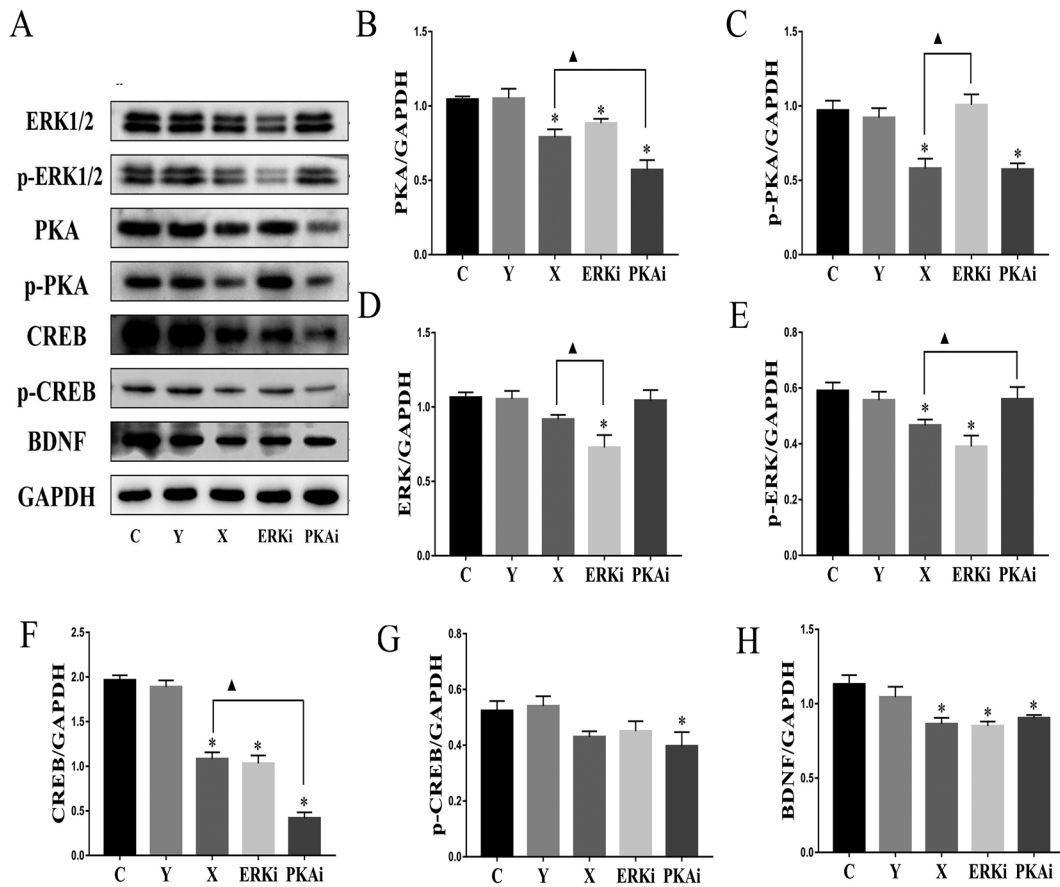 A
--
ERK1/2
p-ERK1/2
PKA
p-PKA
CREB
p-CREB
BDNF
GAPDH
C Y X ERKi PKAi
B
PKA/GAPDH
1.5
1.0
0.5
0.0
▲
* * *
C Y X ERKi PKAi
C
p-PKA/GAPDH
1.5
1.0
0.5
0.0
▲
* *
C Y X ERKi PKAi
D
ERK/GAPDH
1.5
1.0
0.5
0.0
▲
*
C Y X ERKi PKAi
E
p-ERK/GAPDH
0.8
0.6
0.4
0.2
0.0
▲
* *
C Y X ERKi PKAi
F
CREB/GAPDH
2.5
2.0
1.5
1.0
0.5
0.0
▲
* * *
C Y X ERKi PKAi
G
p-CREB/GAPDH
0.8
0.6
0.4
0.2
0.0
*
C Y X ERKi PKAi
H
BDNF/GAPDH
1.5
1.0
0.5
0.0
* * *
C Y X ERKi PKAi